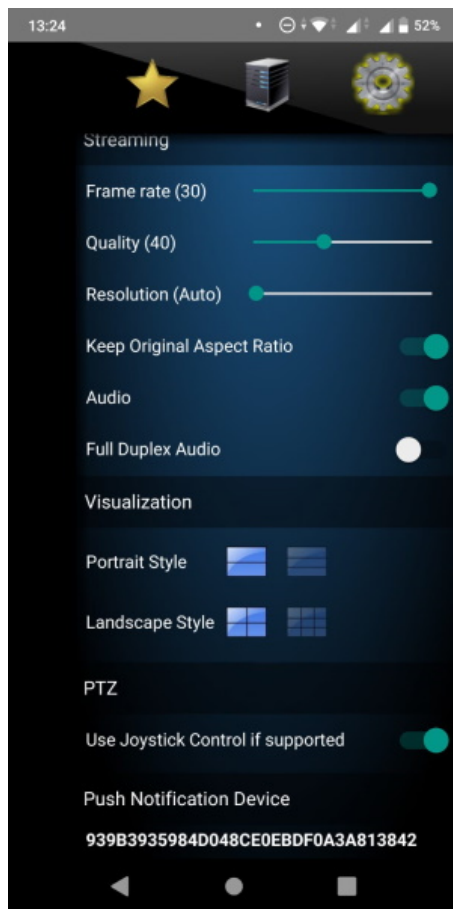 13:24
52%
Streaming
Frame rate (30)
Quality (40)
Resolution (Auto)
Keep Original Aspect Ratio
Audio
Full Duplex Audio
Visualization
Portrait Style
Landscape Style
PTZ
Use Joystick Control if supported
Push Notification Device
939B3935984D048CE0EBDF0A3A813842